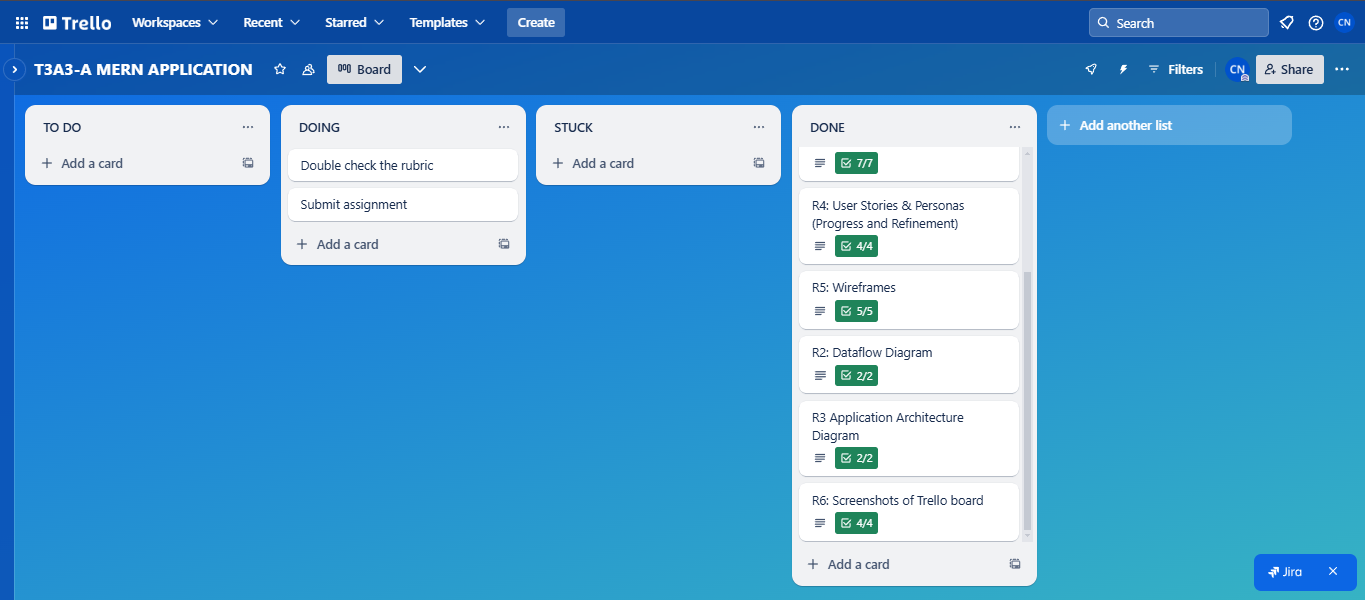 Trello
Workspaces
Recent
Starred
Templates
Create
Search
CN
T3A3-A MERN APPLICATION
Board
Filters
CN
Share
TO DO
Add a card
DOING
Double check the rubric
Submit assignment
Add a card
STUCK
Add a card
DONE
7/7
R4: User Stories & Personas
(Progress and Refinement)
4/4
R5: Wireframes
5/5
R2: Dataflow Diagram
2/2
R3 Application Architecture
Diagram
2/2
R6: Screenshots of Trello board
4/4
Add a card
Add another list
Jira